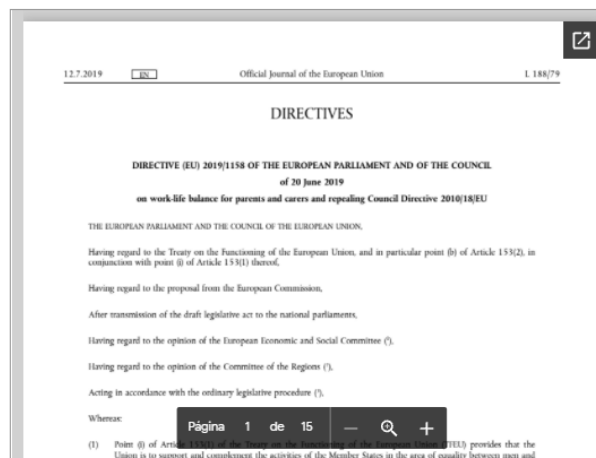 12.7.2019 EN Official Journal of the European Union L 188/79
DIRECTIVES
DIRECTIVE (EU) 2019/1158 OF THE EUROPEAN PARLIAMENT AND OF THE COUNCIL
of 20 June 2019
on work-life balance for parents and carers and repealing Council Directive 2010/18/EU
THE EUROPEAN PARLIAMENT AND THE COUNCIL OF THE EUROPEAN UNION,
Having regard to the Treaty on the Functioning of the European Union, and in particular point (b) of Article 153(2), in
conjunction with point (i) of Article 153(1) thereof,
Having regard to the proposal from the European Commission,
After transmission of the draft legislative act to the national parliaments,
Having regard to the opinion of the European Economic and Social Committee (¹),
Having regard to the opinion of the Committee of the Regions (²),
Acting in accordance with the ordinary legislative procedure (³),
Whereas:
Página 1 de 15
(1) Point (i) of Article 153(1) of the Treaty on the Functioning of the European Union (TFEU) provides that the
Union is to support and complement the activities of the Member States in the area of equality between men and